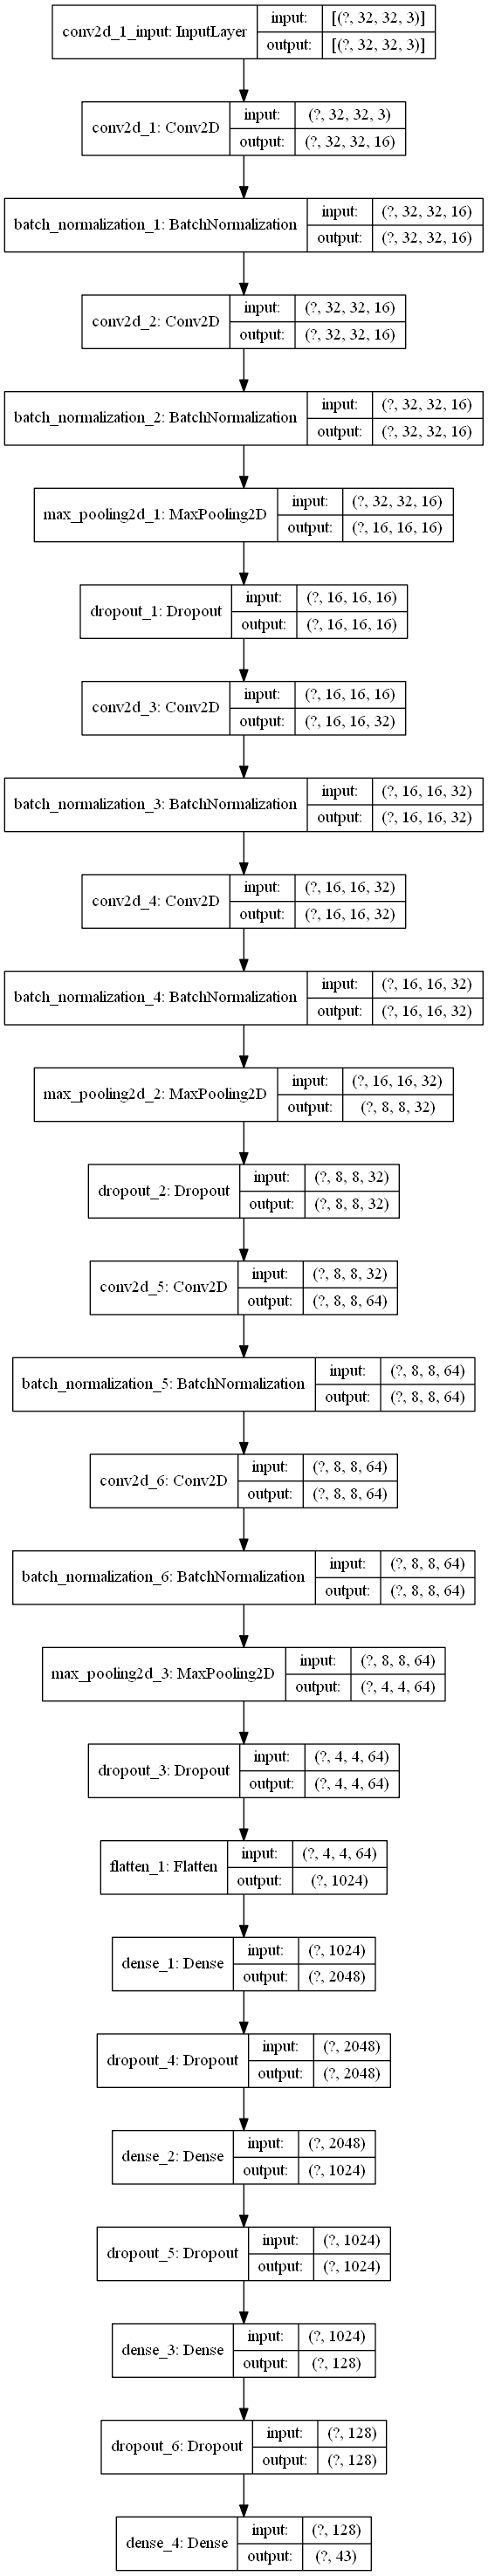 conv2d_1_input: InputLayer input: [(?, 32, 32, 3)]
output: [(?, 32, 32, 3)]
conv2d_1: Conv2D input: (?, 32, 32, 3)
output: (?, 32, 32, 16)
batch_normalization_1: BatchNormalization input: (?, 32, 32, 16)
output: (?, 32, 32, 16)
conv2d_2: Conv2D input: (?, 32, 32, 16)
output: (?, 32, 32, 16)
batch_normalization_2: BatchNormalization input: (?, 32, 32, 16)
output: (?, 32, 32, 16)
max_pooling2d_1: MaxPooling2D input: (?, 32, 32, 16)
output: (?, 16, 16, 16)
dropout_1: Dropout input: (?, 16, 16, 16)
output: (?, 16, 16, 16)
conv2d_3: Conv2D input: (?, 16, 16, 16)
output: (?, 16, 16, 32)
batch_normalization_3: BatchNormalization input: (?, 16, 16, 32)
output: (?, 16, 16, 32)
conv2d_4: Conv2D input: (?, 16, 16, 32)
output: (?, 16, 16, 32)
batch_normalization_4: BatchNormalization input: (?, 16, 16, 32)
output: (?, 16, 16, 32)
max_pooling2d_2: MaxPooling2D input: (?, 16, 16, 32)
output: (?, 8, 8, 32)
dropout_2: Dropout input: (?, 8, 8, 32)
output: (?, 8, 8, 32)
conv2d_5: Conv2D input: (?, 8, 8, 32)
output: (?, 8, 8, 64)
batch_normalization_5: BatchNormalization input: (?, 8, 8, 64)
output: (?, 8, 8, 64)
conv2d_6: Conv2D input: (?, 8, 8, 64)
output: (?, 8, 8, 64)
batch_normalization_6: BatchNormalization input: (?, 8, 8, 64)
output: (?, 8, 8, 64)
max_pooling2d_3: MaxPooling2D input: (?, 8, 8, 64)
output: (?, 4, 4, 64)
dropout_3: Dropout input: (?, 4, 4, 64)
output: (?, 4, 4, 64)
flatten_1: Flatten input: (?, 4, 4, 64)
output: (?, 1024)
dense_1: Dense input: (?, 1024)
output: (?, 2048)
dropout_4: Dropout input: (?, 2048)
output: (?, 2048)
dense_2: Dense input: (?, 2048)
output: (?, 1024)
dropout_5: Dropout input: (?, 1024)
output: (?, 1024)
dense_3: Dense input: (?, 1024)
output: (?, 128)
dropout_6: Dropout input: (?, 128)
output: (?, 128)
dense_4: Dense input: (?, 128)
output: (?, 43)